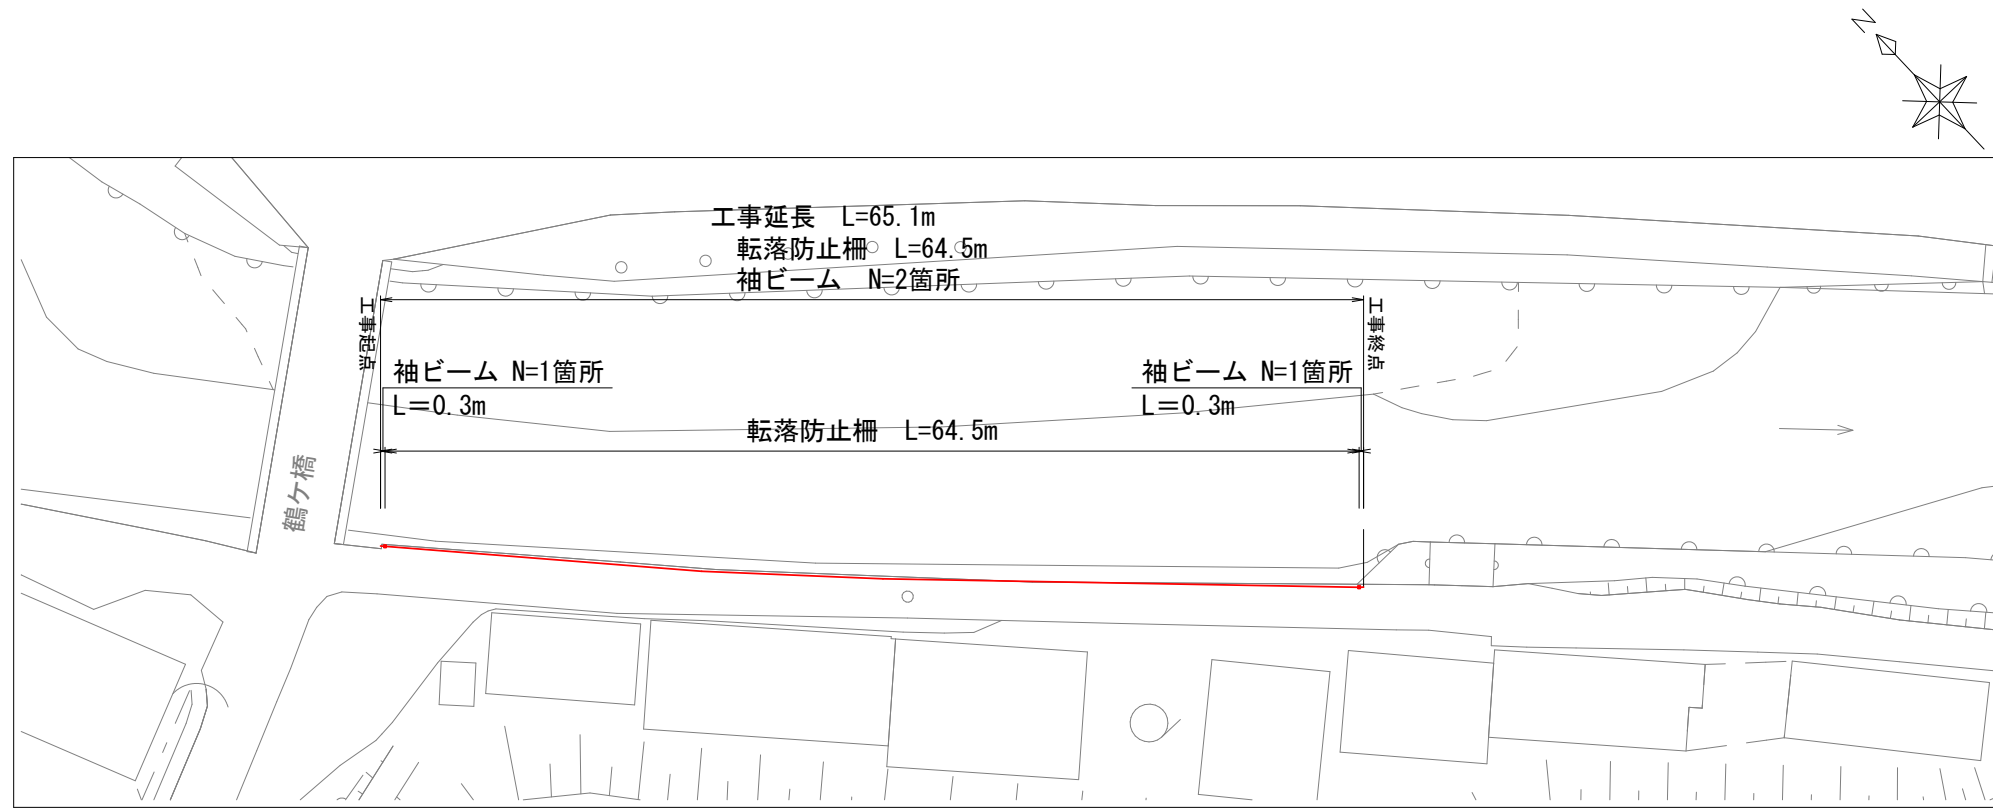 N
工事延長 L=65.1m
転落防止柵 L=64.5m
袖ビーム N=2箇所
工事起点
工事終点
袖ビーム N=1箇所
L=0.3m
袖ビーム N=1箇所
L=0.3m
転落防止柵 L=64.5m
鶴ケ橋